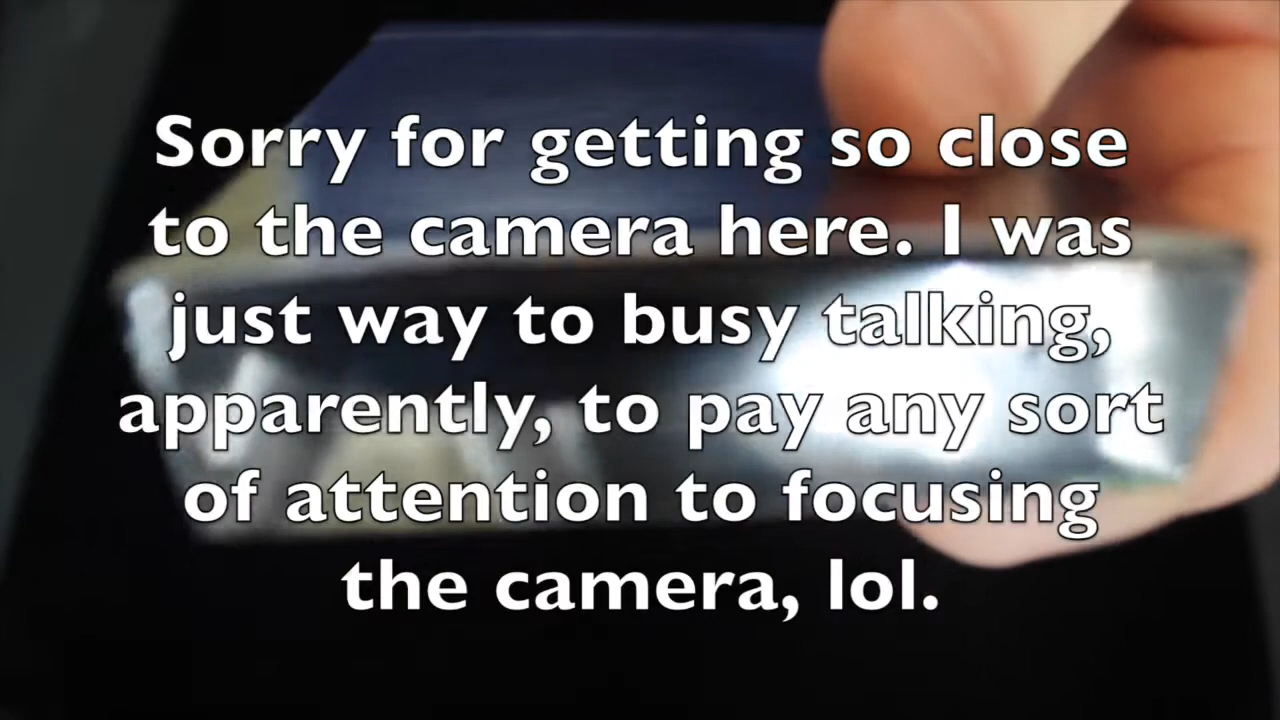 Sorry for getting so close
to the camera here. I was
just way to busy talking,
apparently, to pay any sort
of attention to focusing
the camera, lol.